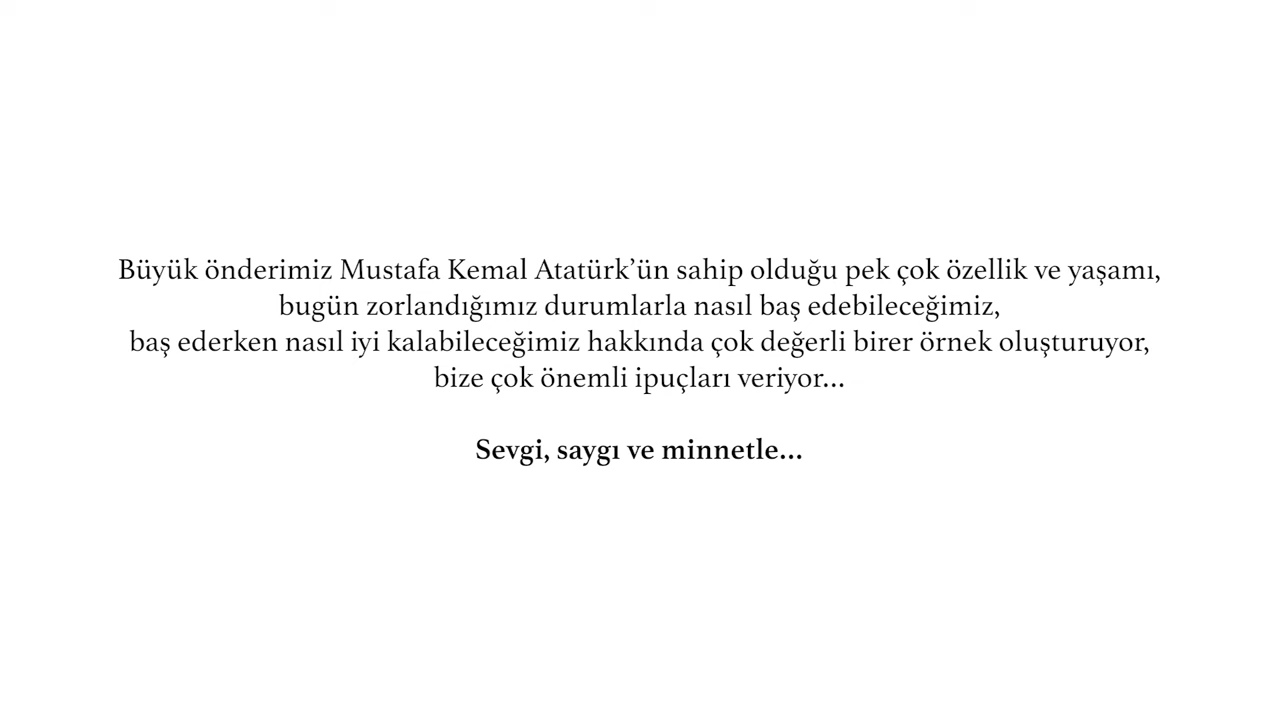 Büyük önderimiz Mustafa Kemal Atatürk’ün sahip olduğu pek çok özellik ve yaşamı,
bugün zorlandığımız durumlarla nasıl baş edebileceğimiz,
baş ederken nasıl iyi kalabileceğimiz hakkında çok değerli birer örnek oluşturuyor,
bize çok önemli ipuçları veriyor...
Sevgi, saygı ve minnetle...